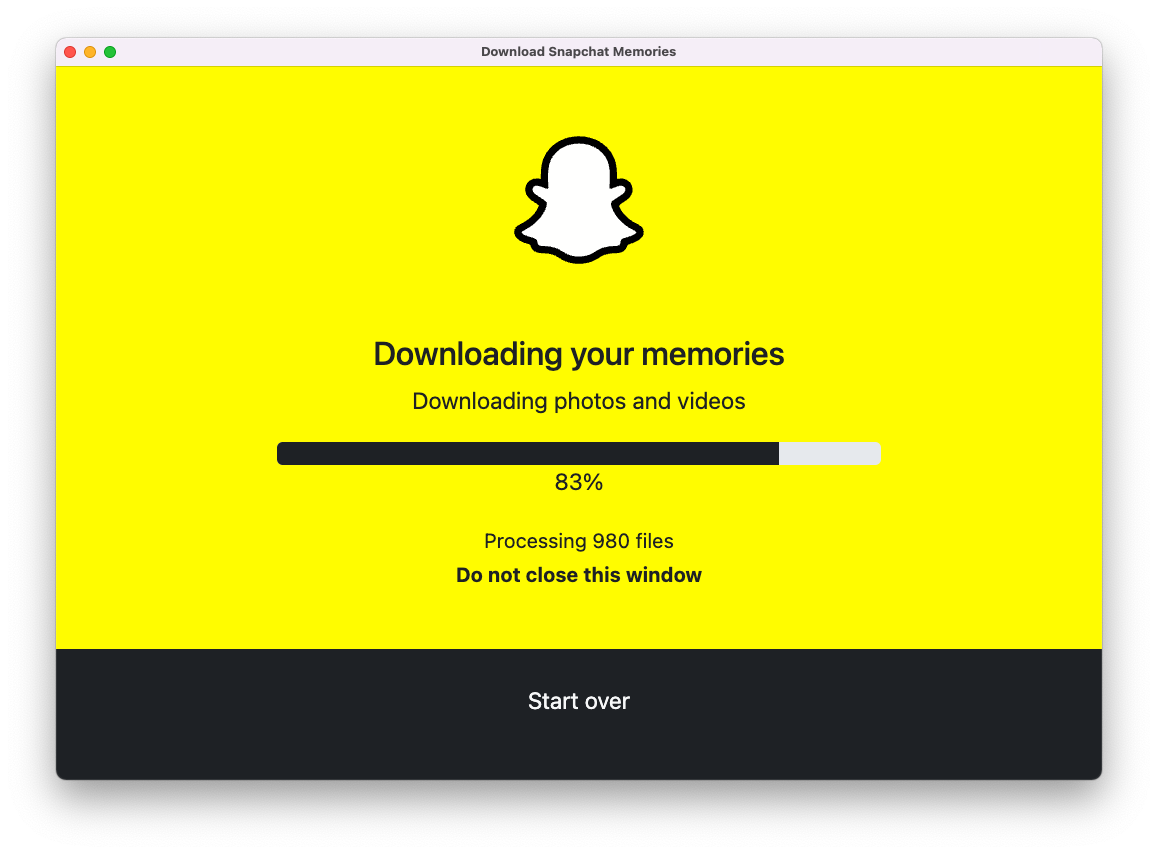 Download Snapchat Memories
Downloading your memories
Downloading photos and videos
83%
Processing 980 files
Do not close this window
Start over